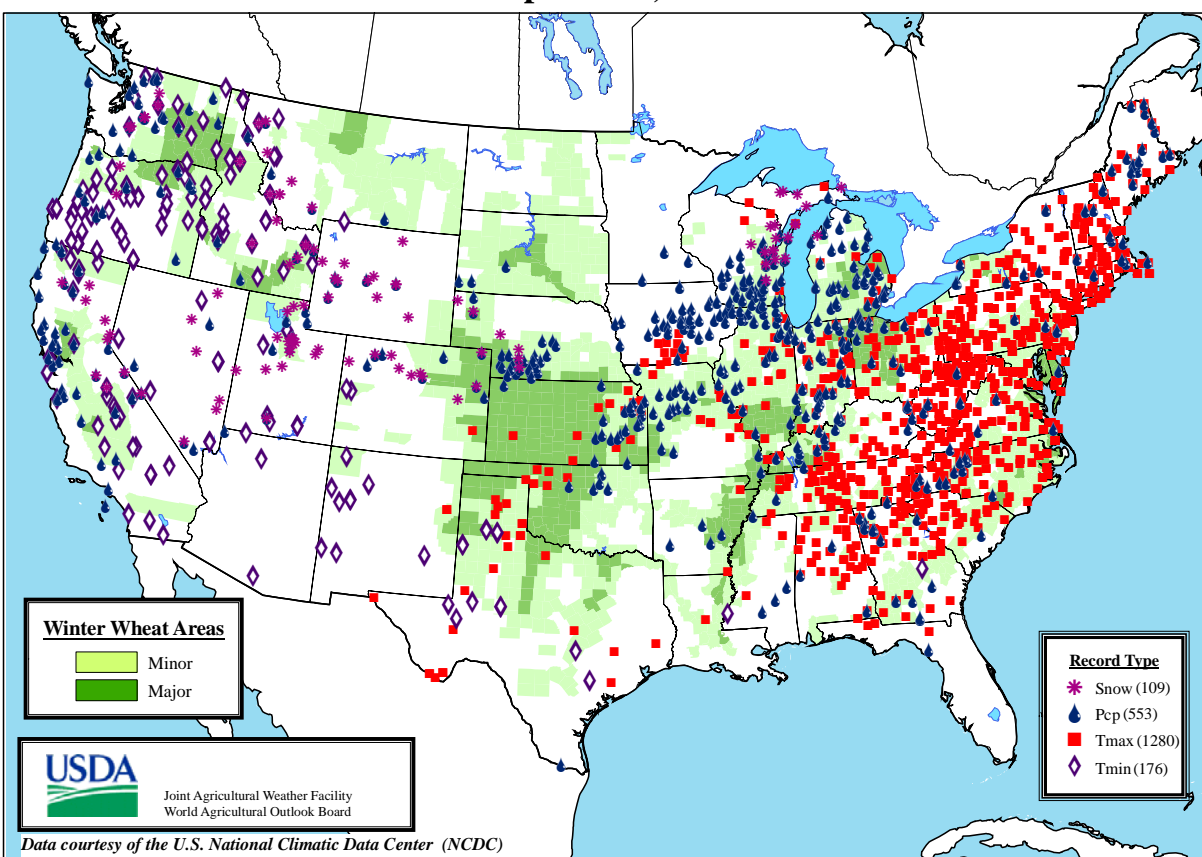 Winter Wheat Areas
Minor
Major
Record Type
Snow (109)
Pcp (553)
Tmax (1280)
Tmin (176)
USDA
Joint Agricultural Weather Facility
World Agricultural Outlook Board
Data courtesy of the U.S. National Climatic Data Center (NCDC)